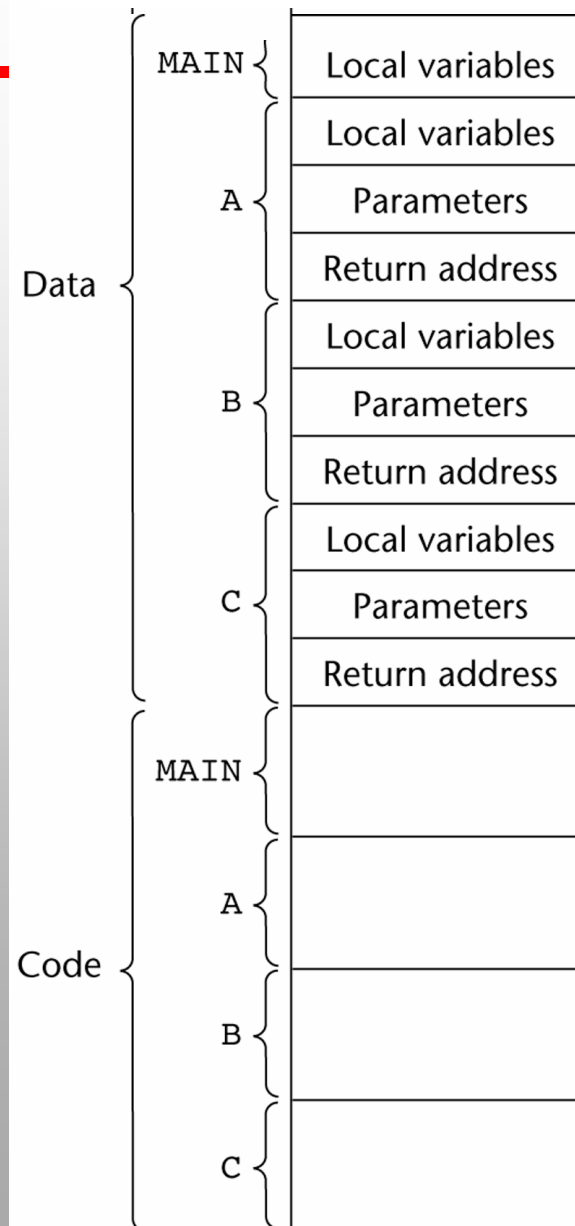 MAIN Local variables
Local variables
A Parameters
Data Return address
Local variables
B Parameters
Return address
Local variables
C Parameters
Return address
MAIN
A
Code
B
C